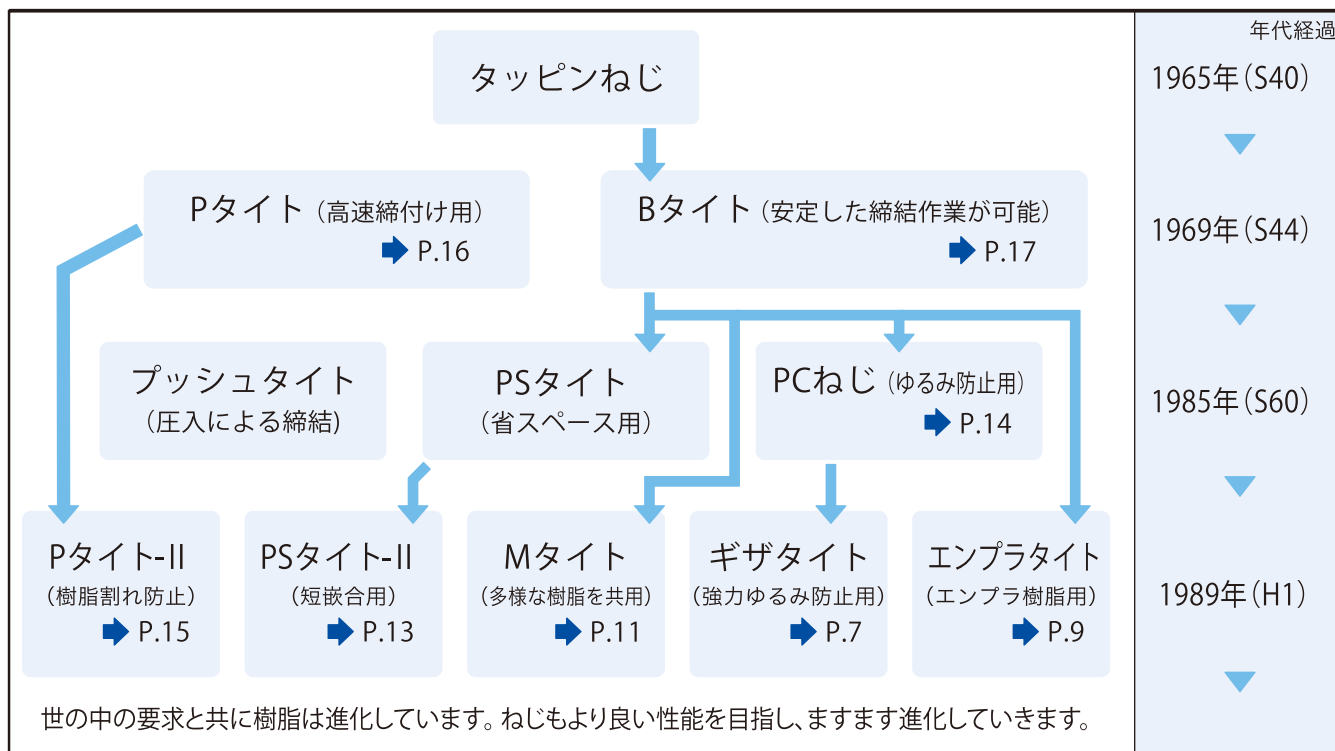 年代経過
タッピンねじ
1965年(S40)
Pタイト(高速締付け用)
P.16
Bタイト(安定した締結作業が可能)
P.17
1969年(S44)
プッシュタイト
(圧入による締結)
PSタイト
(省スペース用)
PCねじ(ゆるみ防止用)
P.14
1985年(S60)
Pタイト-II
(樹脂割れ防止)
P.15
PSタイト-II
(短嵌合用)
P.13
Mタイト
(多様な樹脂を共用)
P.11
ギザタイト
(強力ゆるみ防止用)
P.7
エンプラタイト
(エンプラ樹脂用)
P.9
1989年(H1)
世の中の要求と共に樹脂は進化しています。ねじもより良い性能を目指し、ますます進化していきます。